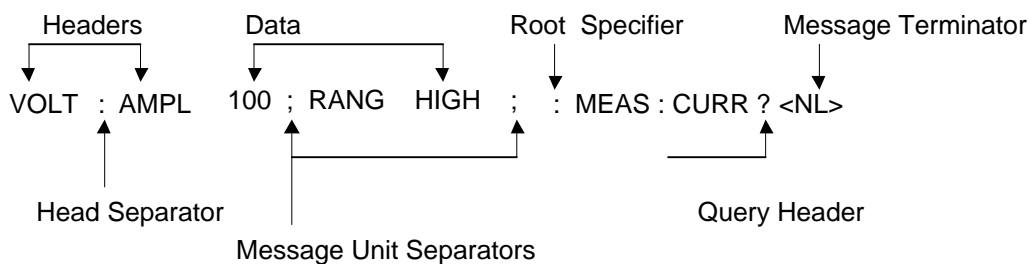 Headers Data Root Specifier Message Terminator
VOLT : AMPL 100 ; RANG HIGH ; : MEAS : CURR ? <NL>
Head Separator Query Header
Message Unit Separators